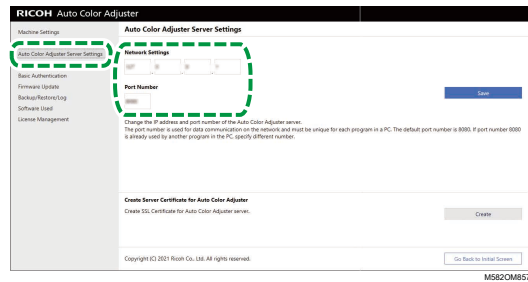 RICOH Auto Color Adjuster
Machine Settings
Auto Color Adjuster Server Settings
Basic Authentication
Firmware Update
Backup/Restore/Log
Software Used
License Management
Auto Color Adjuster Server Settings
Network Settings
Port Number
Save
Change the IP address and port number of the Auto Color Adjuster server.
The port number is used for data communication on the network and must be unique for each program in a PC. The default port number is 8080. If port number 8080
is already used by another program in the PC, specify different number.
Create Server Certificate for Auto Color Adjuster
Create SSL Certificate for Auto Color Adjuster server.
Create
Copyright (C) 2021 Ricoh Co., Ltd. All rights reserved.
Go Back to Initial Screen
M582OM857